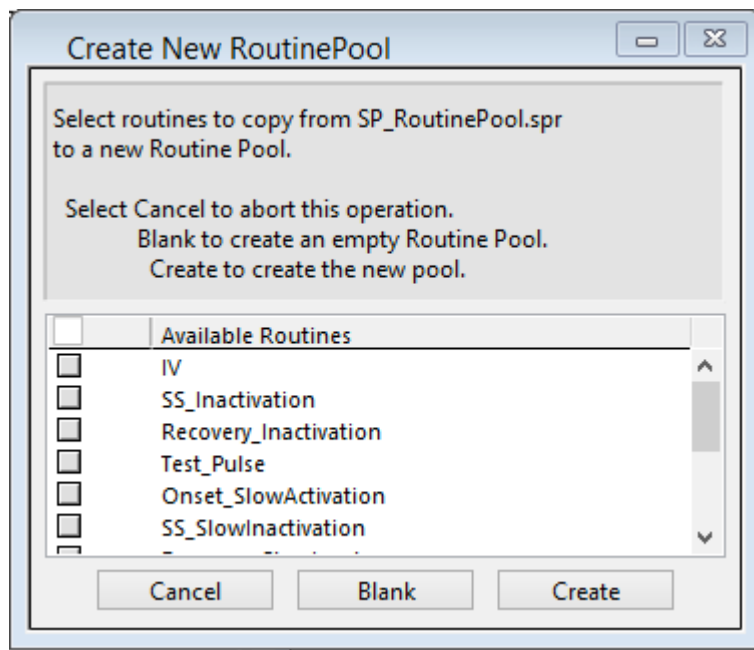 Create New RoutinePool
Select routines to copy from SP_RoutinePool.spr
to a new Routine Pool.
Select Cancel to abort this operation.
Blank to create an empty Routine Pool.
Create to create the new pool.
Available Routines
IV
SS_Inactivation
Recovery_Inactivation
Test_Pulse
Onset_SlowActivation
SS_SlowInactivation
Cancel Blank Create